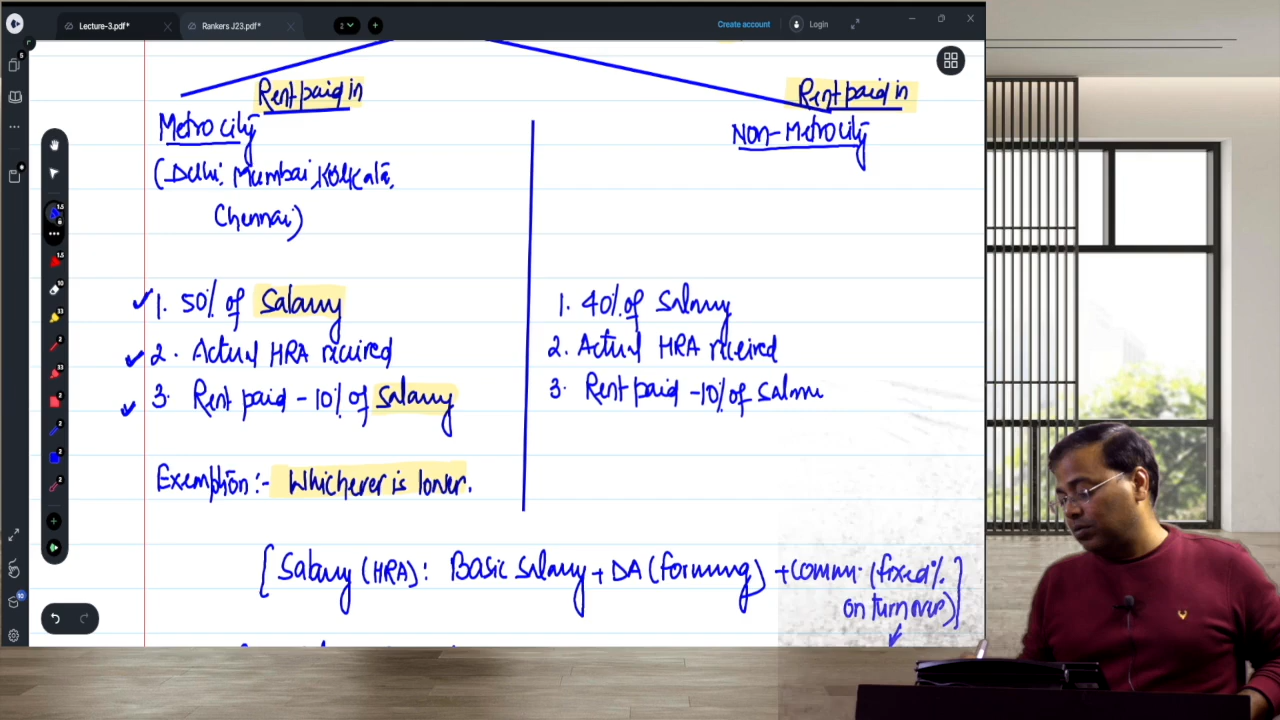 Lecture-3.pdf*
Rankers J23.pdf*
2
Create account
Login
Rent paid in
Metro city
(Delhi, Mumbai, Kolkata,
Chennai)
1. 50% of Salary
2. Actual HRA received
3. Rent paid - 10% of Salary
Exemption:- Whichever is lower.
Rent paid in
Non-Metro city
1. 40% of Salary
2. Actual HRA received
3. Rent paid -10% of Salary
[Salary (HRA): Basic Salary + DA (forming) + Comm. (fixed %
on turnover)]